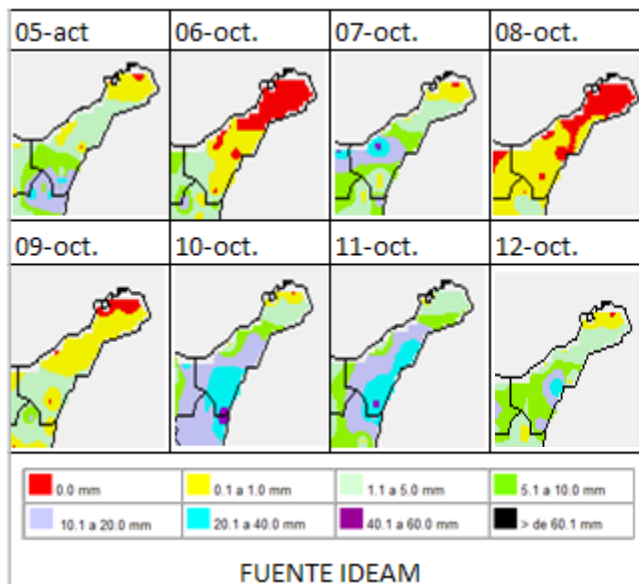 05-act 06-oct. 07-oct. 08-oct.
09-oct. 10-oct. 11-oct. 12-oct.
0.0 mm 0.1 a 1.0 mm 1.1 a 5.0 mm 5.1 a 10.0 mm
10.1 a 20.0 mm 20.1 a 40.0 mm 40.1 a 60.0 mm > de 60.1 mm
FUENTE IDEAM